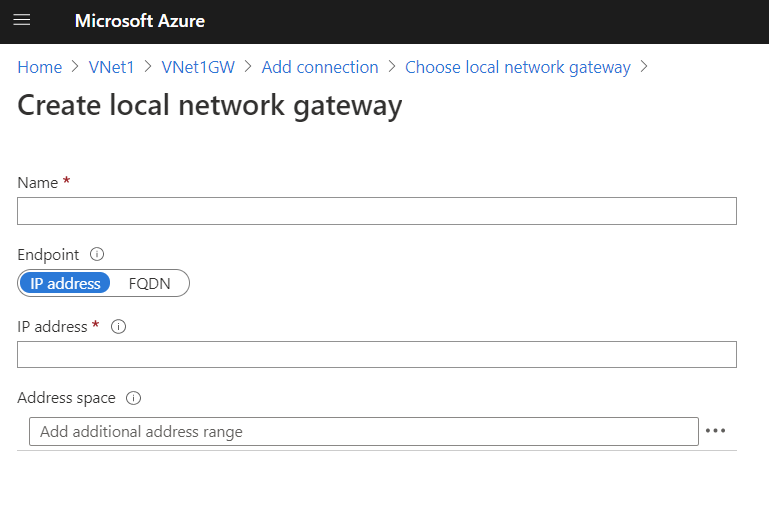 Microsoft Azure
Home > VNet1 > VNet1GW > Add connection > Choose local network gateway >
Create local network gateway
Name *
Endpoint
IP address FQDN
IP address *
Address space
Add additional address range